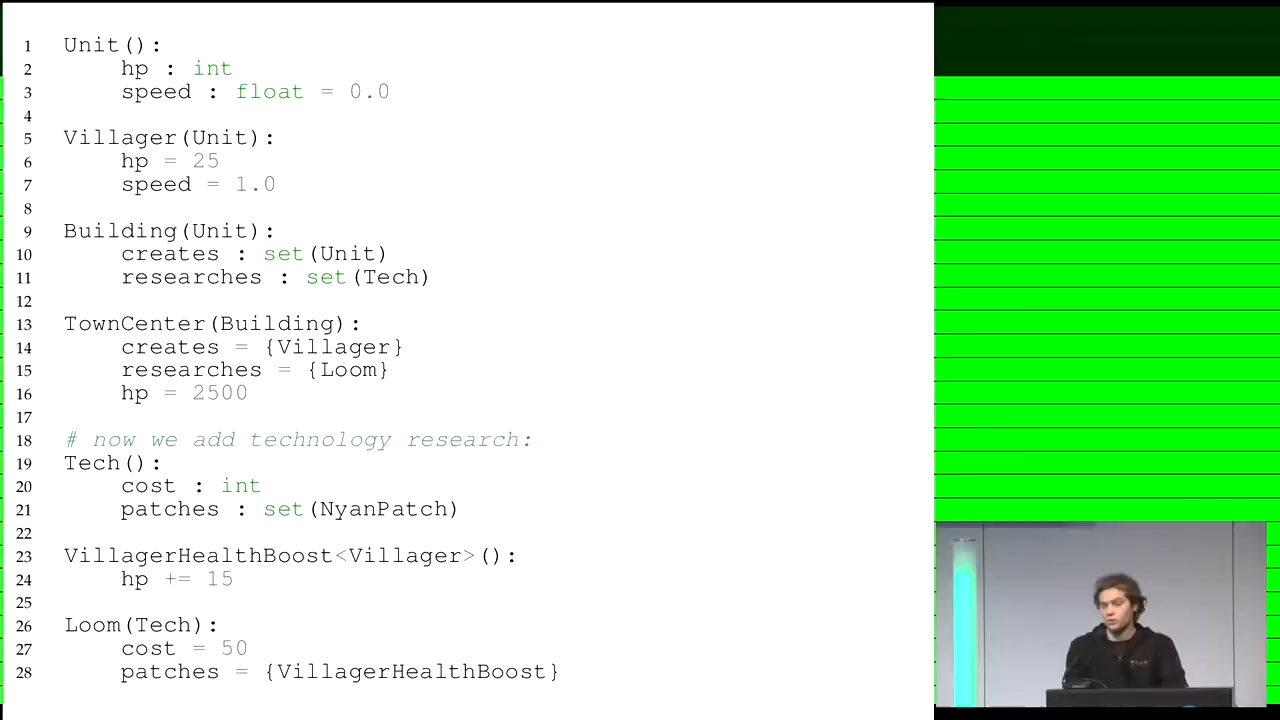 1 Unit():
2 hp : int
3 speed : float = 0.0
4
5 Villager(Unit):
6 hp = 25
7 speed = 1.0
8
9 Building(Unit):
10 creates : set(Unit)
11 researches : set(Tech)
12
13 TownCenter(Building):
14 creates = {Villager}
15 researches = {Loom}
16 hp = 2500
17
18 # now we add technology research:
19 Tech():
20 cost : int
21 patches : set(NyanPatch)
22
23 VillagerHealthBoost<Villager>():
24 hp += 15
25
26 Loom(Tech):
27 cost = 50
28 patches = {VillagerHealthBoost}